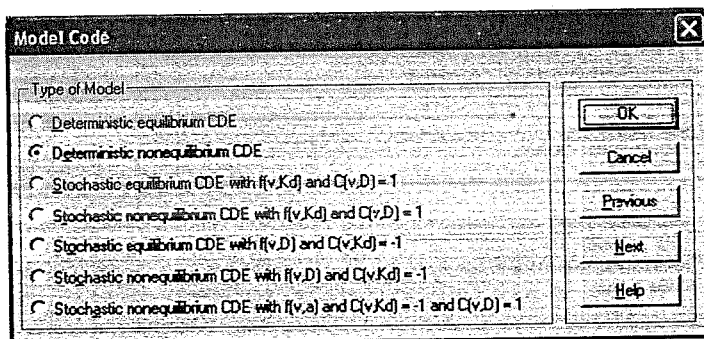 Model Code
Type of Model
Deterministic equilibrium CDE
Deterministic nonequilibrium CDE
Stochastic equilibrium CDE with f(v,Kd) and C(v,D) = 1
Stochastic nonequilibrium CDE with f(v,Kd) and C(v,D) = 1
Stochastic equilibrium CDE with f(v,D) and C(v,Kd) = -1
Stochastic nonequilibrium CDE with f(v,D) and C(v,Kd) = -1
Stochastic nonequilibrium CDE with f(v,a) and C(v,Kd) = -1 and C(v,D) = 1
OK
Cancel
Previous
Next
Help